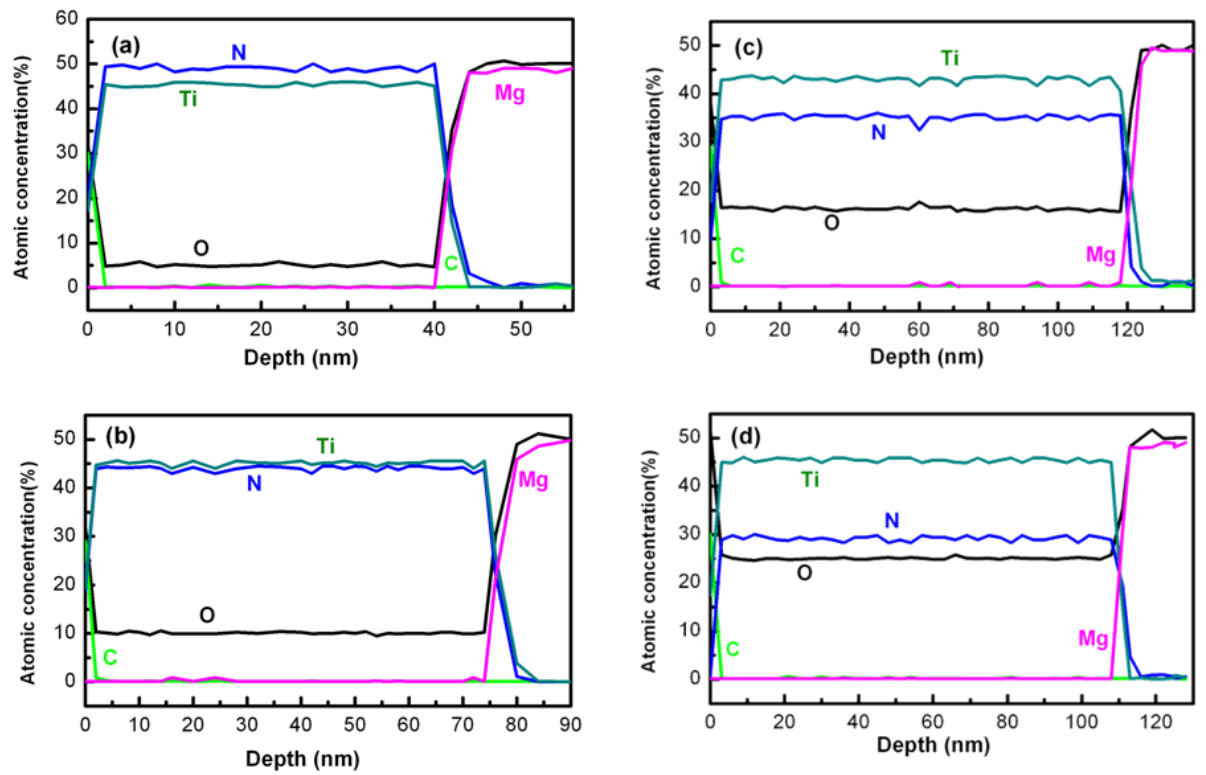 (a)
N
Ti
Mg
O
C
60
50
40
30
20
10
0
0 10 20 30 40 50
Atomic concentration(%)
Depth (nm)
(c)
Ti
N
O
C
Mg
50
40
30
20
10
0
0 20 40 60 80 100 120
Atomic concentration(%)
Depth (nm)
(b)
Ti
N
Mg
O
C
50
40
30
20
10
0
0 10 20 30 40 50 60 70 80 90
Atomic concentration(%)
Depth (nm)
(d)
Ti
N
O
C
Mg
50
40
30
20
10
0
0 20 40 60 80 100 120
Atomic concentration(%)
Depth (nm)